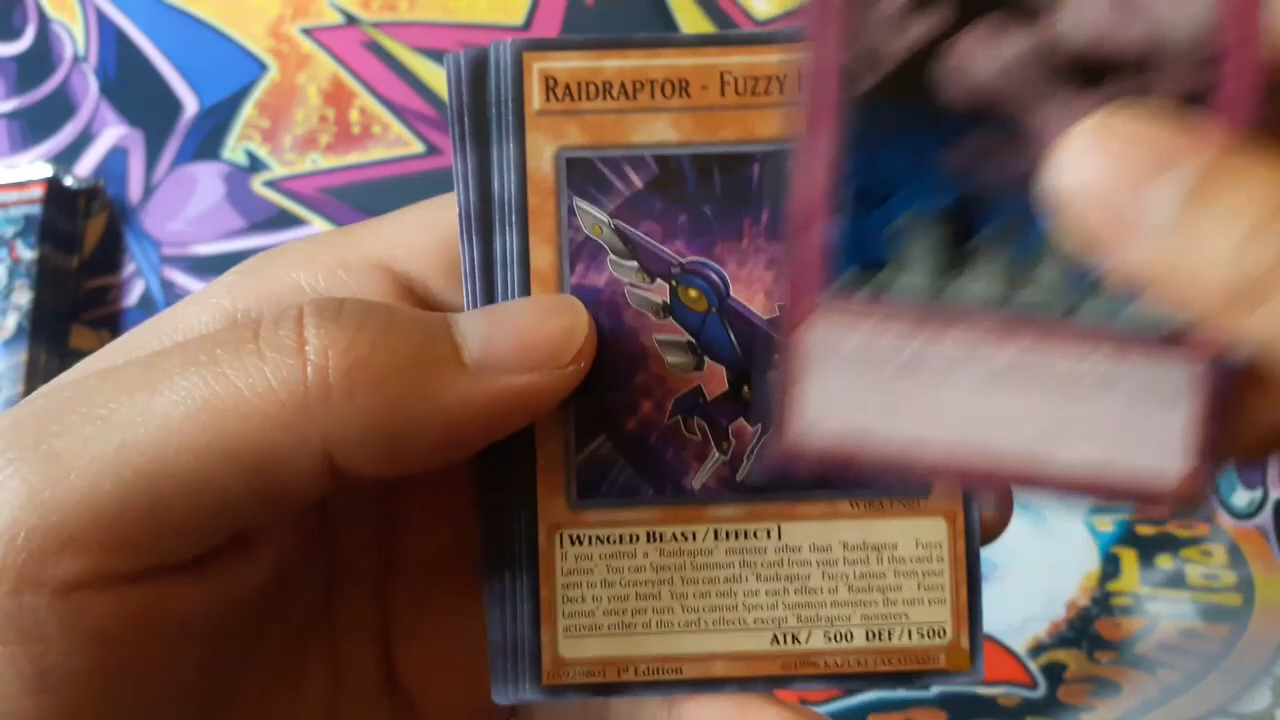 RAIDRAPTOR - FUZZY
[WINGED BEAST/EFFECT]
If you control a "Raidraptor" monster other than "Raidraptor - Fuzzy
Lanius": You can Special Summon this card from your hand. If this card is
sent to the Graveyard: You can add 1 "Raidraptor - Fuzzy Lanius" from your
Deck to your hand. You can only use each effect of "Raidraptor - Fuzzy
Lanius" once per turn. You cannot Special Summon monsters the turn you
activate either of this card's effects, except "Raidraptor" monsters.
ATK/ 500 DEF/1500
1st Edition
©1996 KAZUKI TAKAHASHI